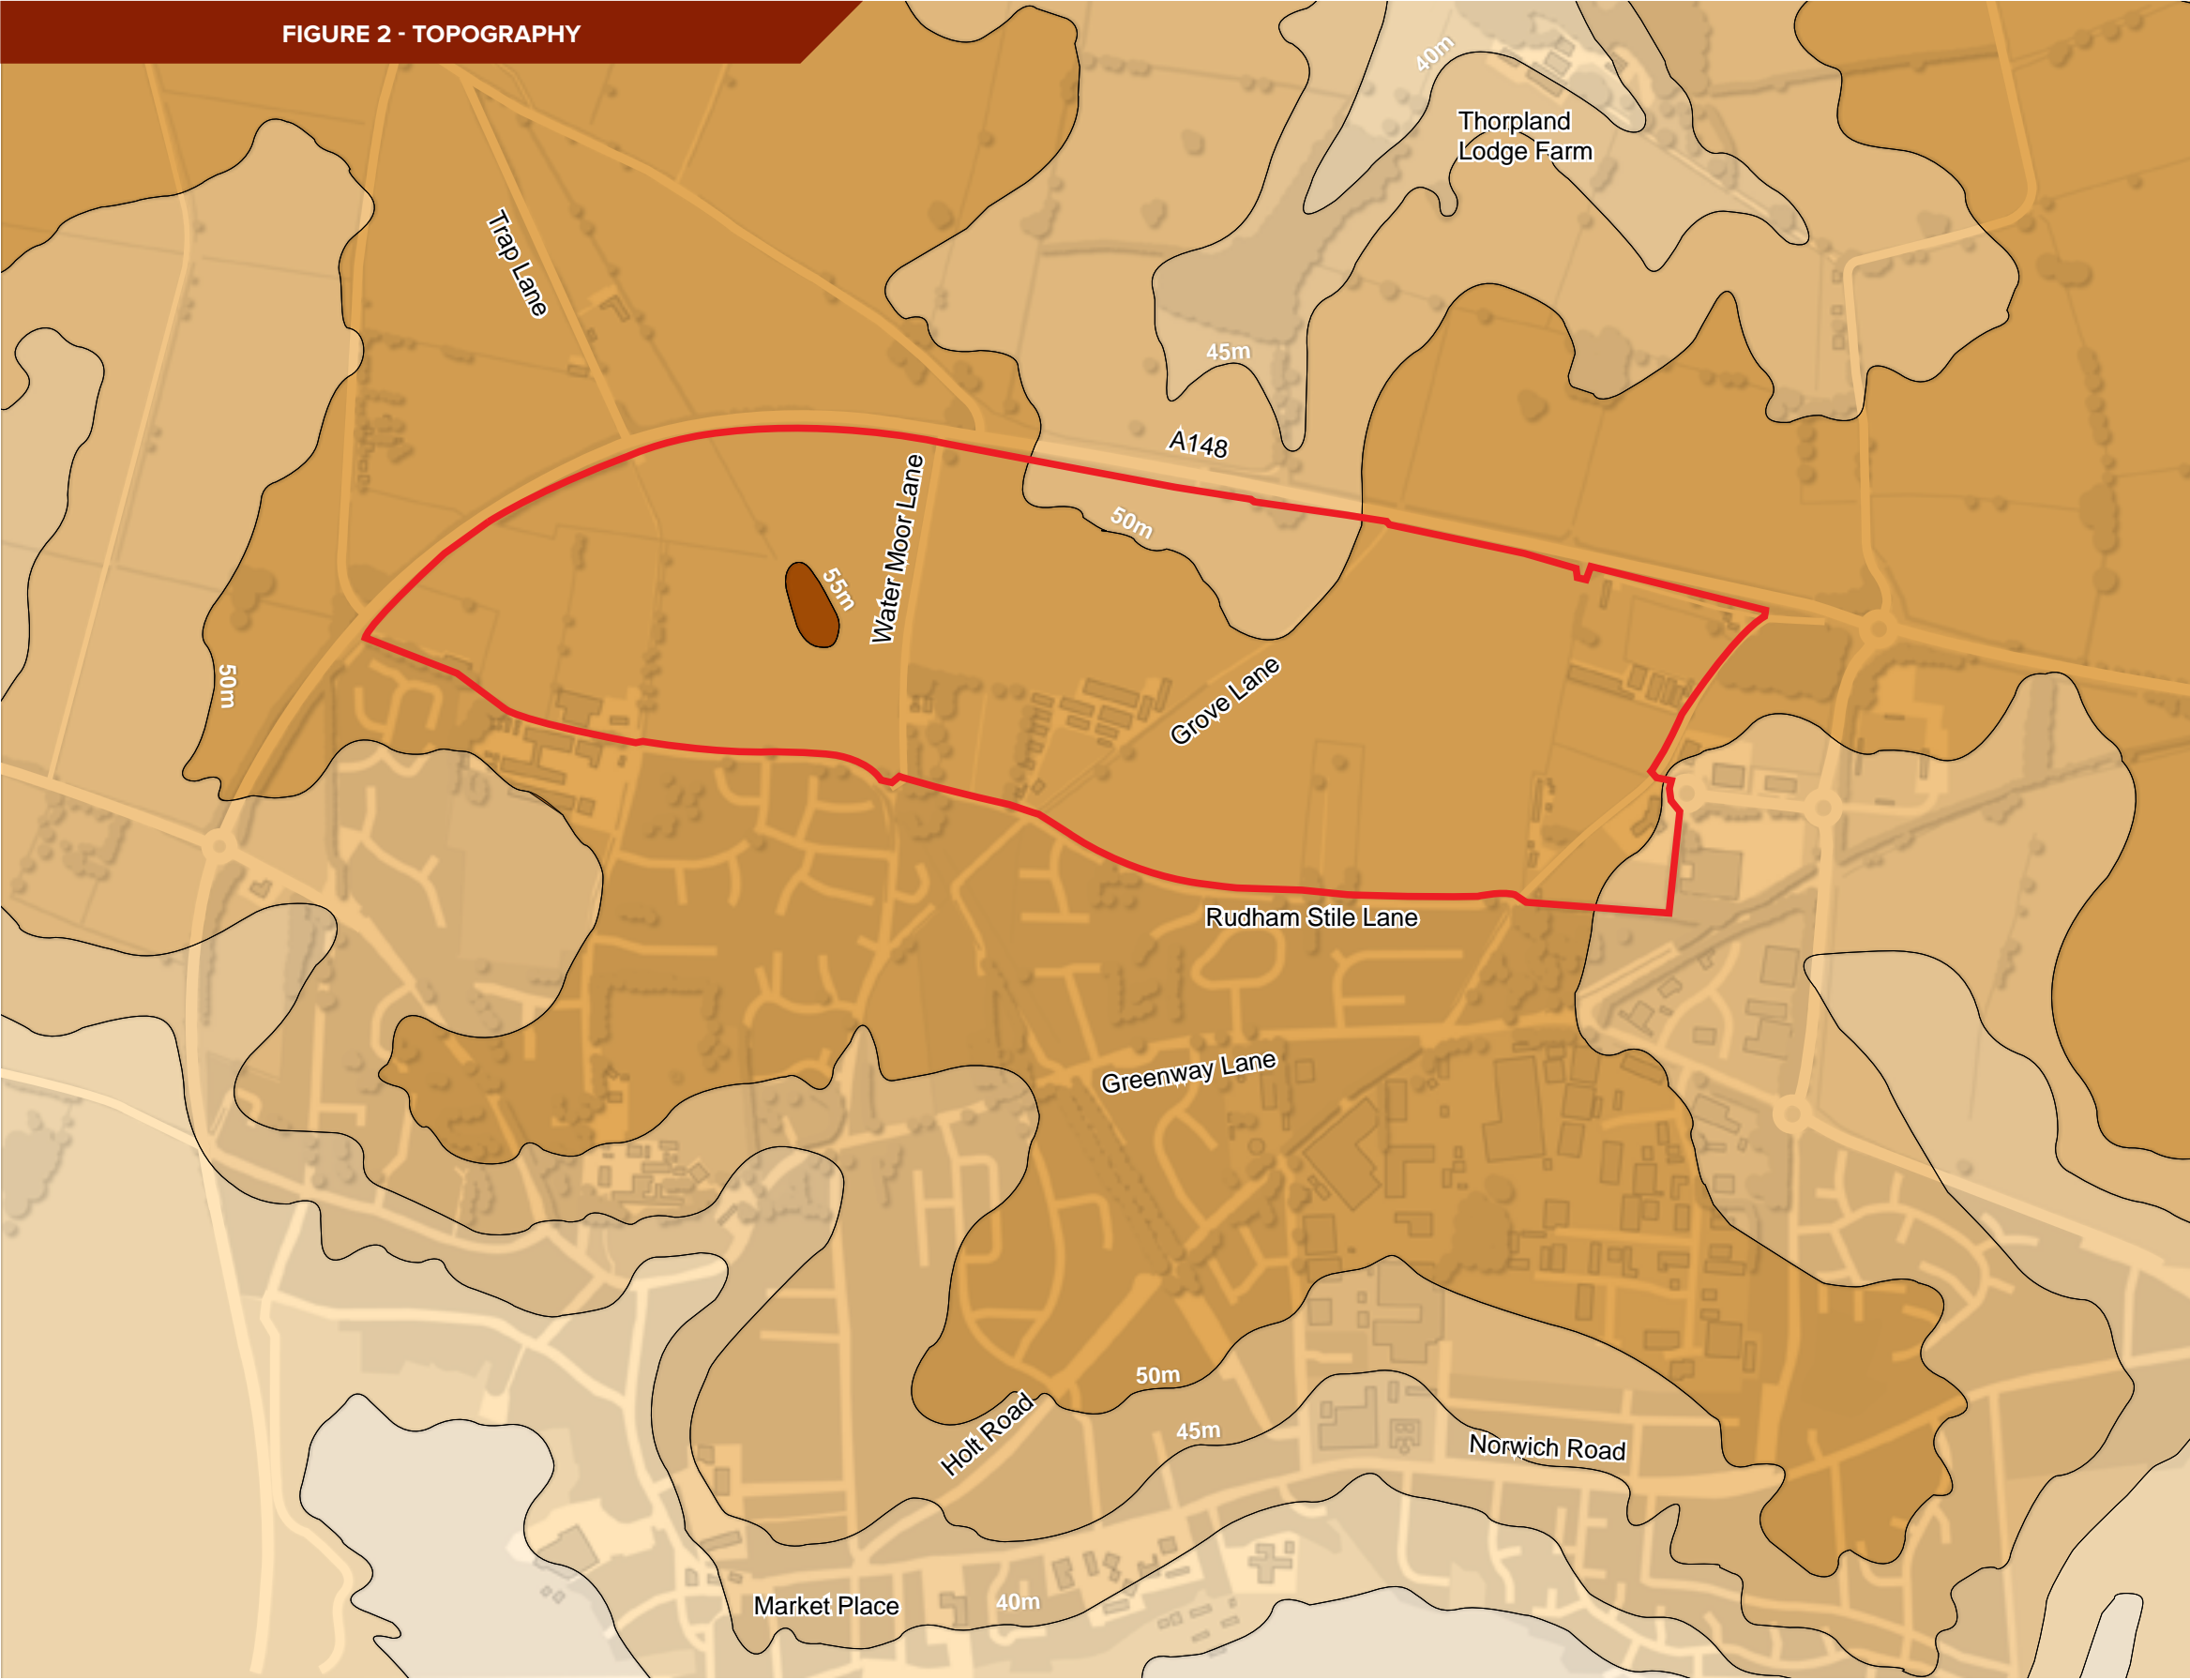 FIGURE 2 - TOPOGRAPHY
40m
Thorpland
Lodge Farm
Trap Lane
45m
A148
Water Moor Lane
50m
55m
50m
Grove Lane
Rudham Stile Lane
Greenway Lane
50m
Holt Road
45m
Norwich Road
Market Place
40m